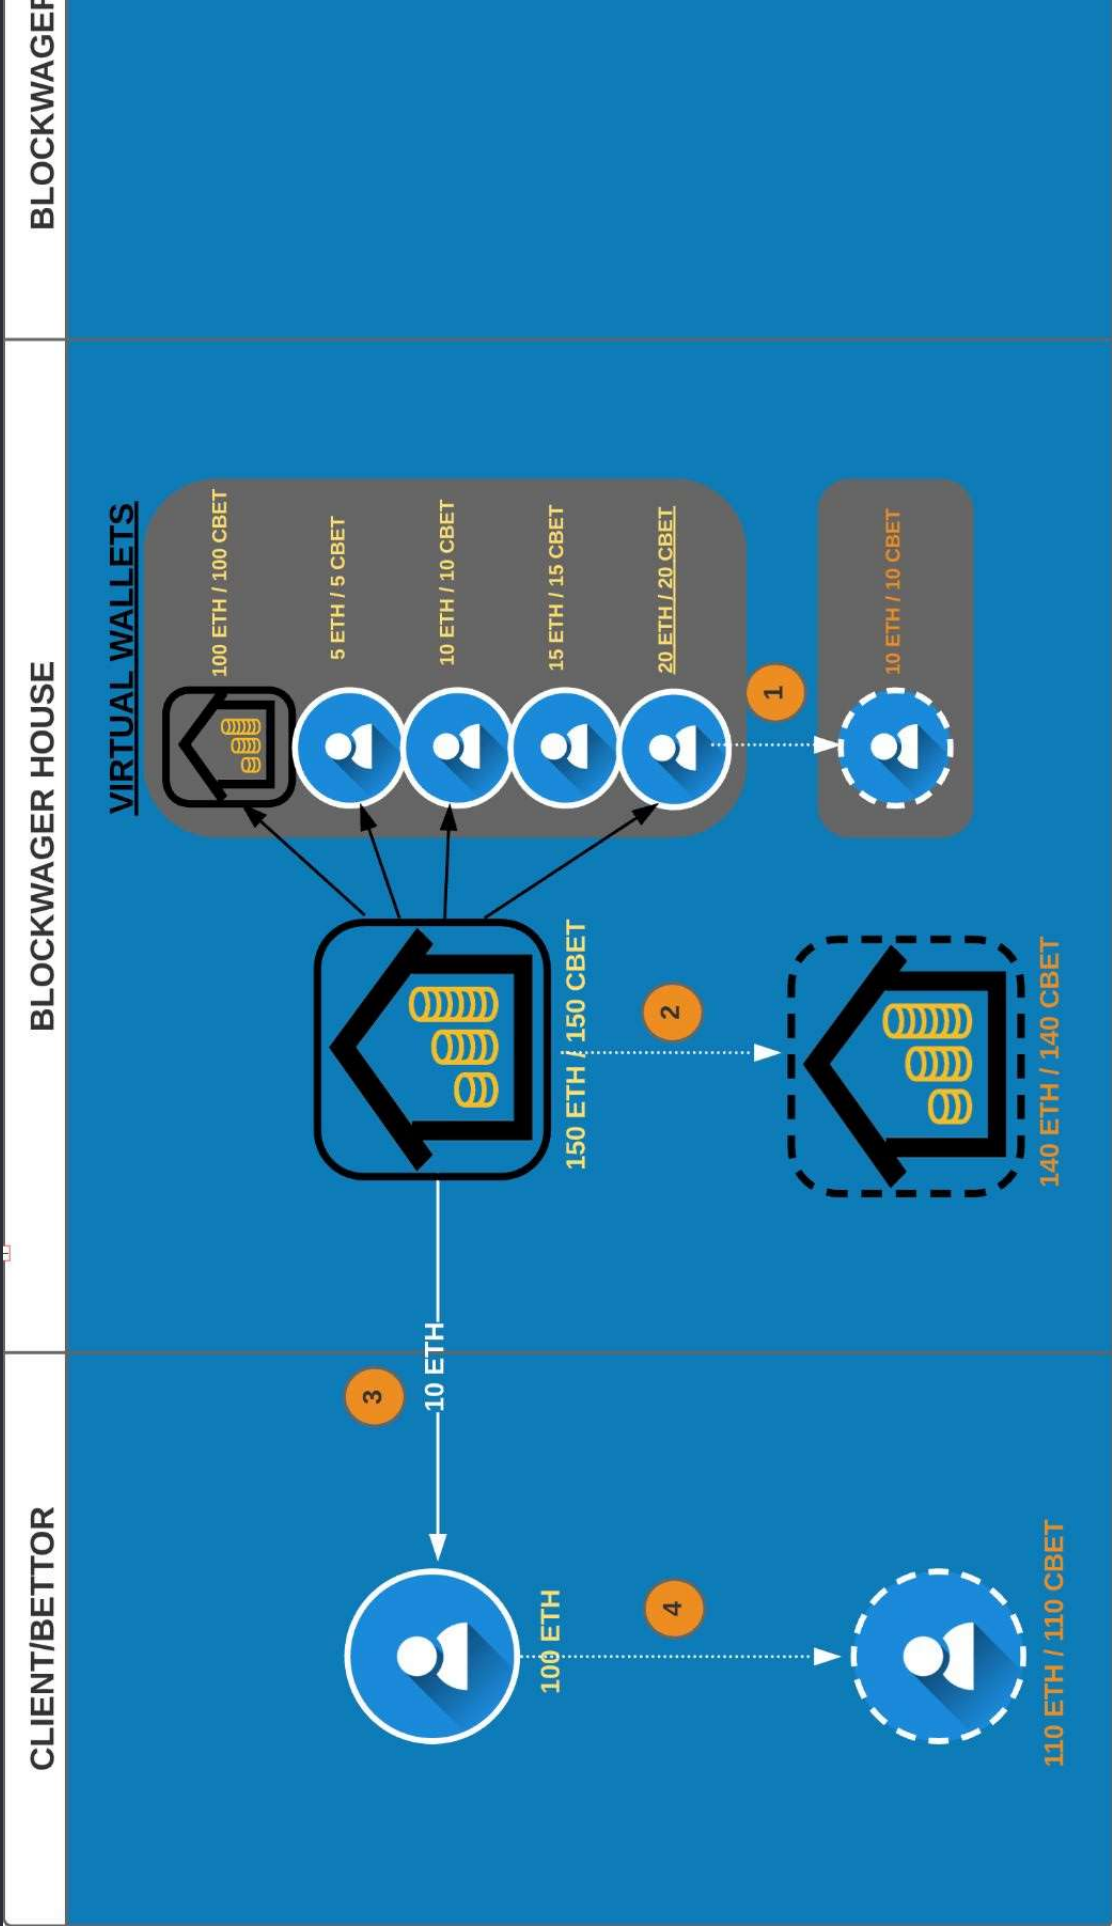 CLIENT/BETTOR
BLOCKWAGER HOUSE
BLOCKWAGER
VIRTUAL WALLETS
100 ETH / 100 CBET
5 ETH / 5 CBET
10 ETH / 10 CBET
15 ETH / 15 CBET
20 ETH / 20 CBET
1
10 ETH / 10 CBET
150 ETH / 150 CBET
2
140 ETH / 140 CBET
3
10 ETH
100 ETH
4
110 ETH / 110 CBET